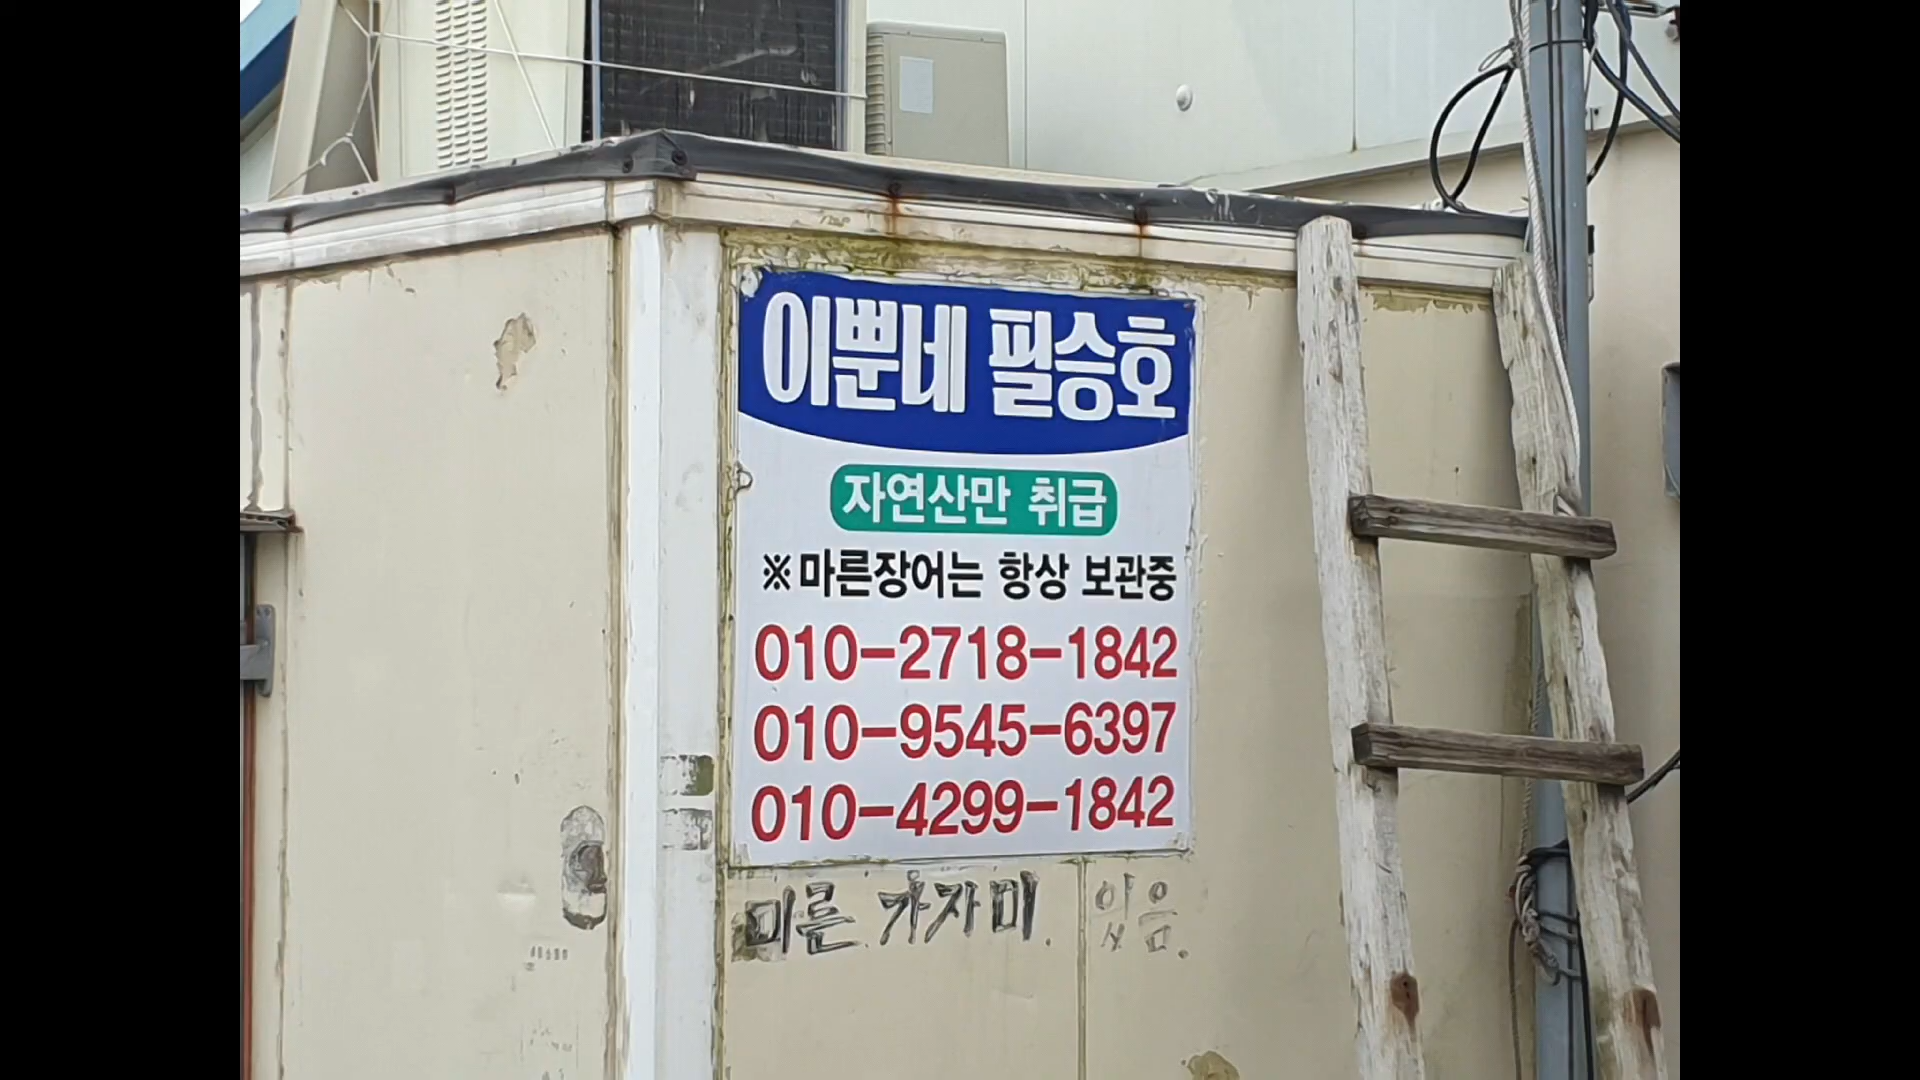 이뿐네 필승호
자연산만 취급
※마른장어는 항상 보관중
010-2718-1842
010-9545-6397
010-4299-1842
마른 가자미 있음.